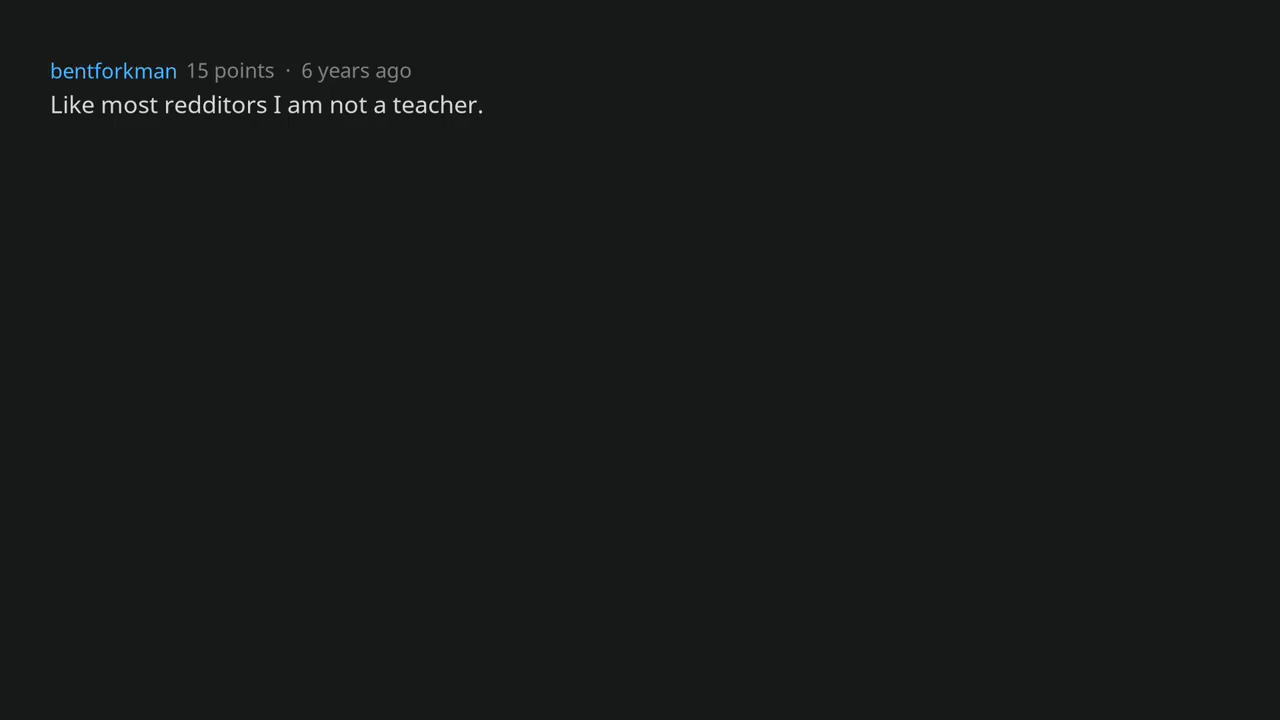 bentforkman 15 points · 6 years ago
Like most redditors I am not a teacher.